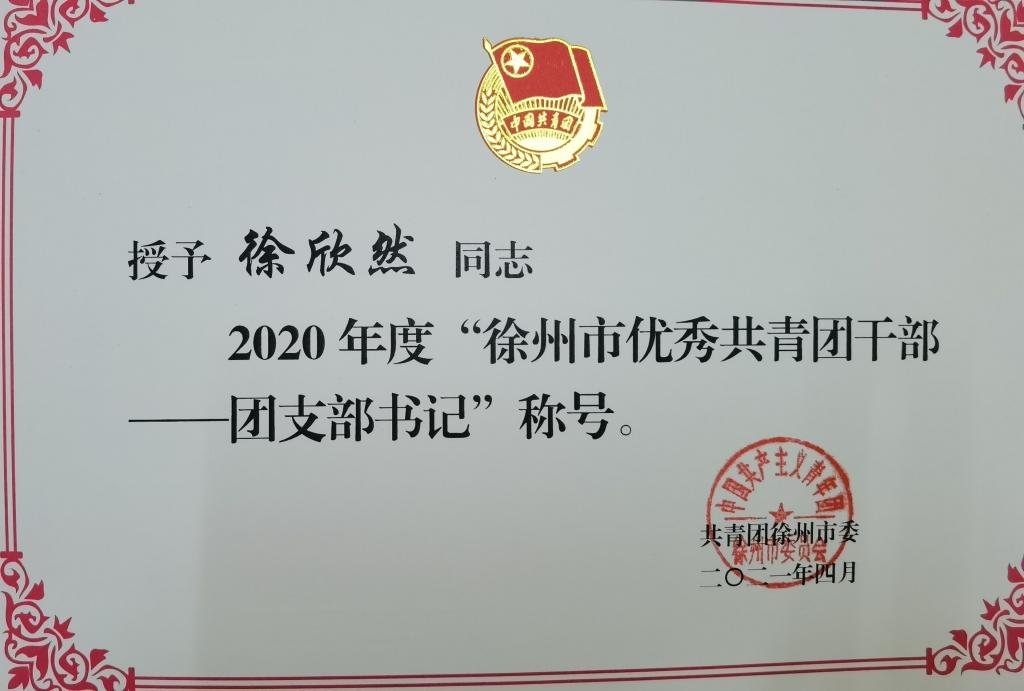 中国共青团
授予 徐欣然 同志
2020 年度“徐州市优秀共青团干部
——团支部书记”称号。
中国共产主义青年团
共青团徐州市委
徐州市委员会
二〇二一年四月